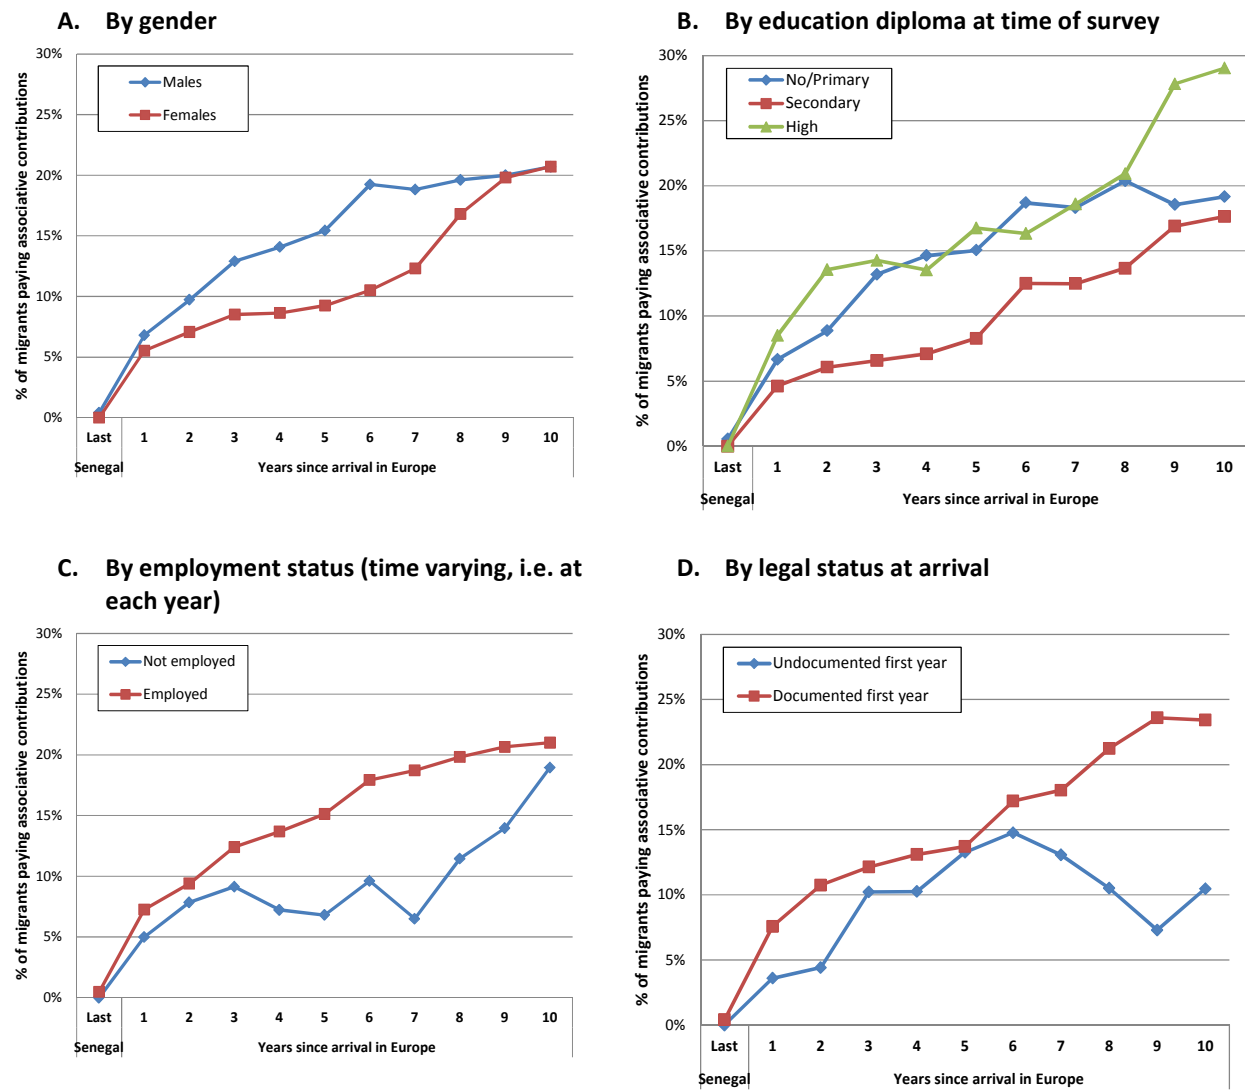 A. By gender
% of migrants paying associative contributions
30%
25%
20%
15%
10%
5%
0%
Males
Females
Last 1 2 3 4 5 6 7 8 9 10
Senegal Years since arrival in Europe
B. By education diploma at time of survey
% of migrants paying associative contributions
30%
25%
20%
15%
10%
5%
0%
No/Primary
Secondary
High
Last 1 2 3 4 5 6 7 8 9 10
Senegal Years since arrival in Europe
C. By employment status (time varying, i.e. at
each year)
% of migrants paying associative contributions
30%
25%
20%
15%
10%
5%
0%
Not employed
Employed
Last 1 2 3 4 5 6 7 8 9 10
Senegal Years since arrival in Europe
D. By legal status at arrival
% of migrants paying associative contributions
30%
25%
20%
15%
10%
5%
0%
Undocumented first year
Documented first year
Last 1 2 3 4 5 6 7 8 9 10
Senegal Years since arrival in Europe